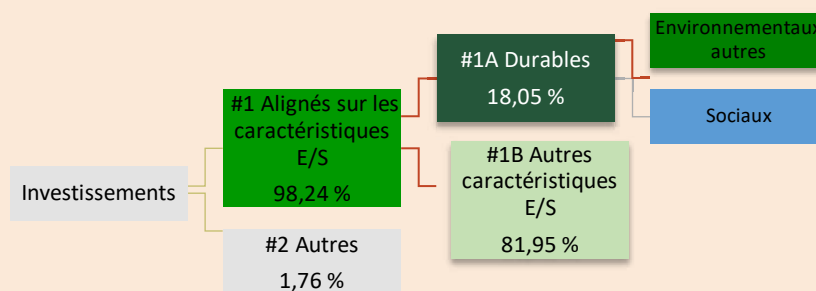 Investissements
#1 Alignés sur les
caractéristiques
E/S
98,24 %
#2 Autres
1,76 %
#1A Durables
18,05 %
#1B Autres
caractéristiques
E/S
81,95 %
Environnementaux
autres
Sociaux